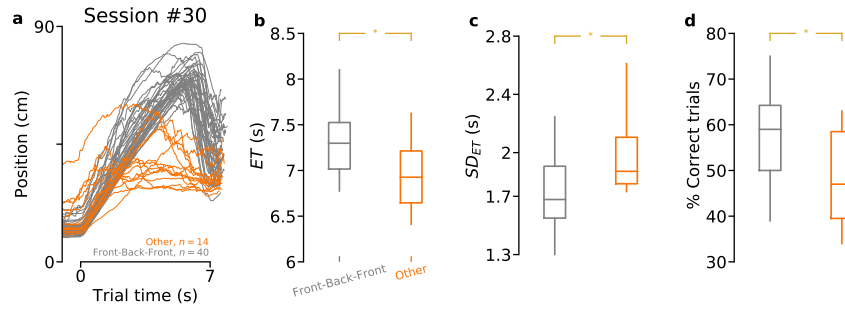 a
Session #30
Position (cm)
90
0
Other, n = 14
Front-Back-Front, n = 40
0
7
Trial time (s)
b
ET (s)
8.5
8
7.5
7
6.5
6
*
Front-Back-Front
Other
c
SD_ET (s)
2.8
2.4
2
1.7
1.3
*
d
% Correct trials
80
70
60
50
40
30
*